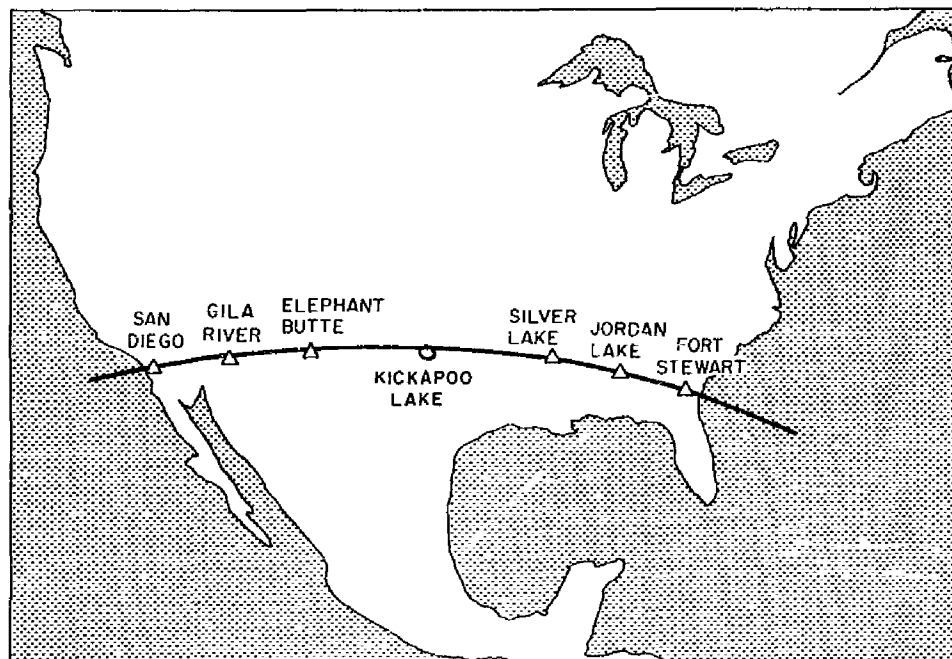 SAN
DIEGO
GILA
RIVER
ELEPHANT
BUTTE
KICKAPOO
LAKE
SILVER
LAKE
JORDAN
LAKE
FORT
STEWART